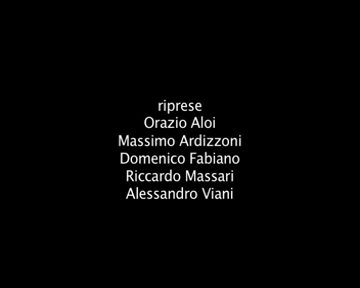 riprese
Orazio Aloi
Massimo Ardizzoni
Domenico Fabiano
Riccardo Massari
Alessandro Viani